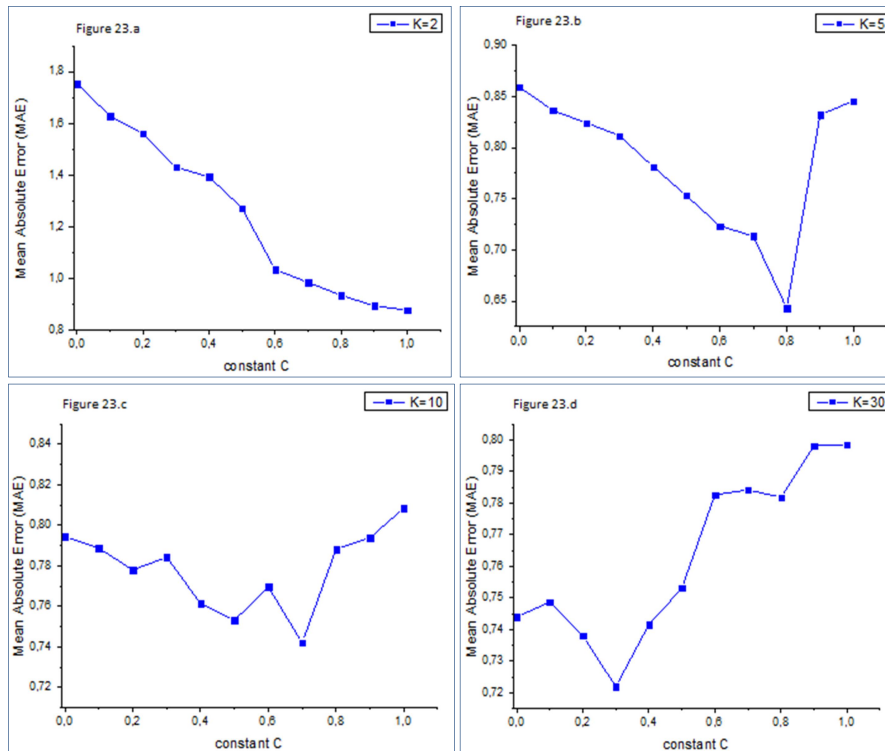 Figure 23.a
K=2
Mean Absolute Error (MAE)
1,8
1,6
1,4
1,2
1,0
0,8
0,0 0,2 0,4 0,6 0,8 1,0
constant C
Figure 23.b
K=5
Mean Absolute Error (MAE)
0,90
0,85
0,80
0,75
0,70
0,65
0,0 0,2 0,4 0,6 0,8 1,0
constant C
Figure 23.c
K=10
Mean Absolute Error (MAE)
0,84
0,82
0,80
0,78
0,76
0,74
0,72
0,0 0,2 0,4 0,6 0,8 1,0
constant C
Figure 23.d
K=30
Mean Absolute Error (MAE)
0,80
0,79
0,78
0,77
0,76
0,75
0,74
0,73
0,72
0,0 0,2 0,4 0,6 0,8 1,0
constant C